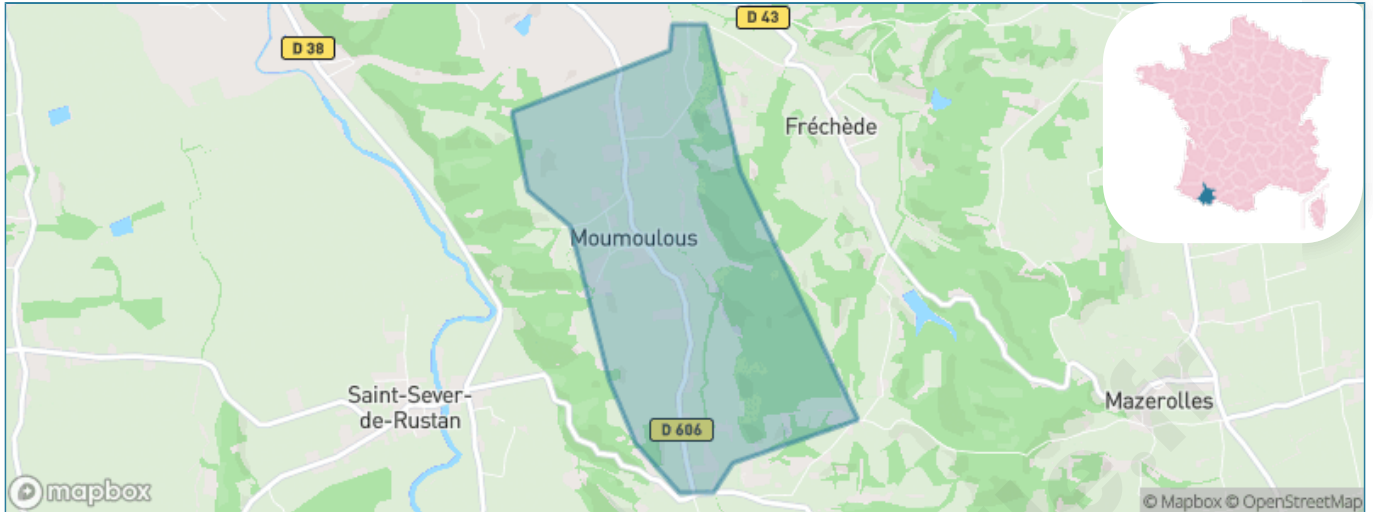 D 43
D 38
Fréchède
Moumoulous
Saint-Sever-
de-Rustan
Mazerolles
D 606
mapbox
© Mapbox © OpenStreetMap